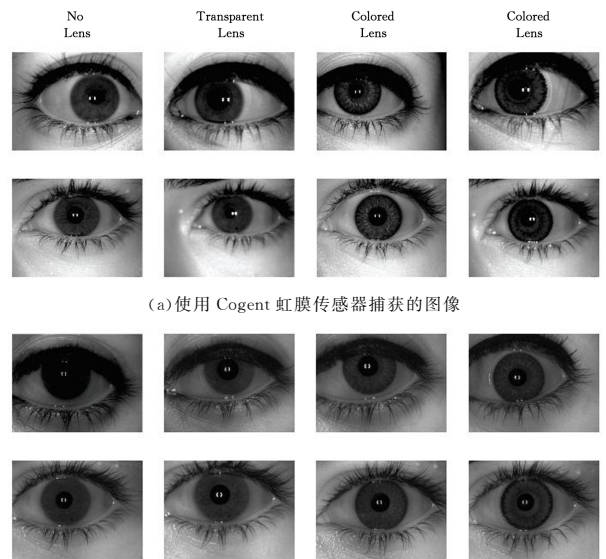 No Transparent Colored Colored
Lens Lens Lens Lens
(a)使用 Cogent 虹膜传感器捕获的图像